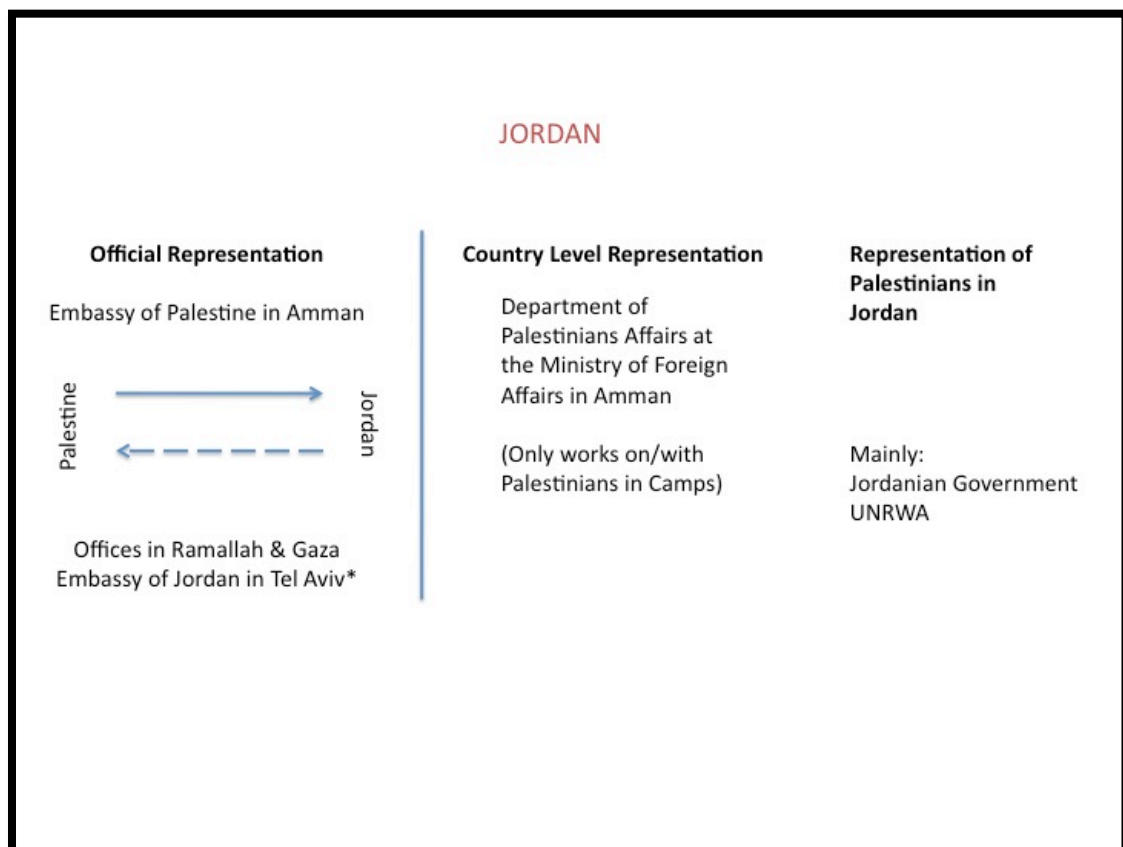 JORDAN
Official Representation
Embassy of Palestine in Amman
Palestine
Jordan
Offices in Ramallah & Gaza
Embassy of Jordan in Tel Aviv*
Country Level Representation
Department of
Palestinians Affairs at
the Ministry of Foreign
Affairs in Amman
(Only works on/with
Palestinians in Camps)
Representation of
Palestinians in
Jordan
Mainly:
Jordanian Government
UNRWA